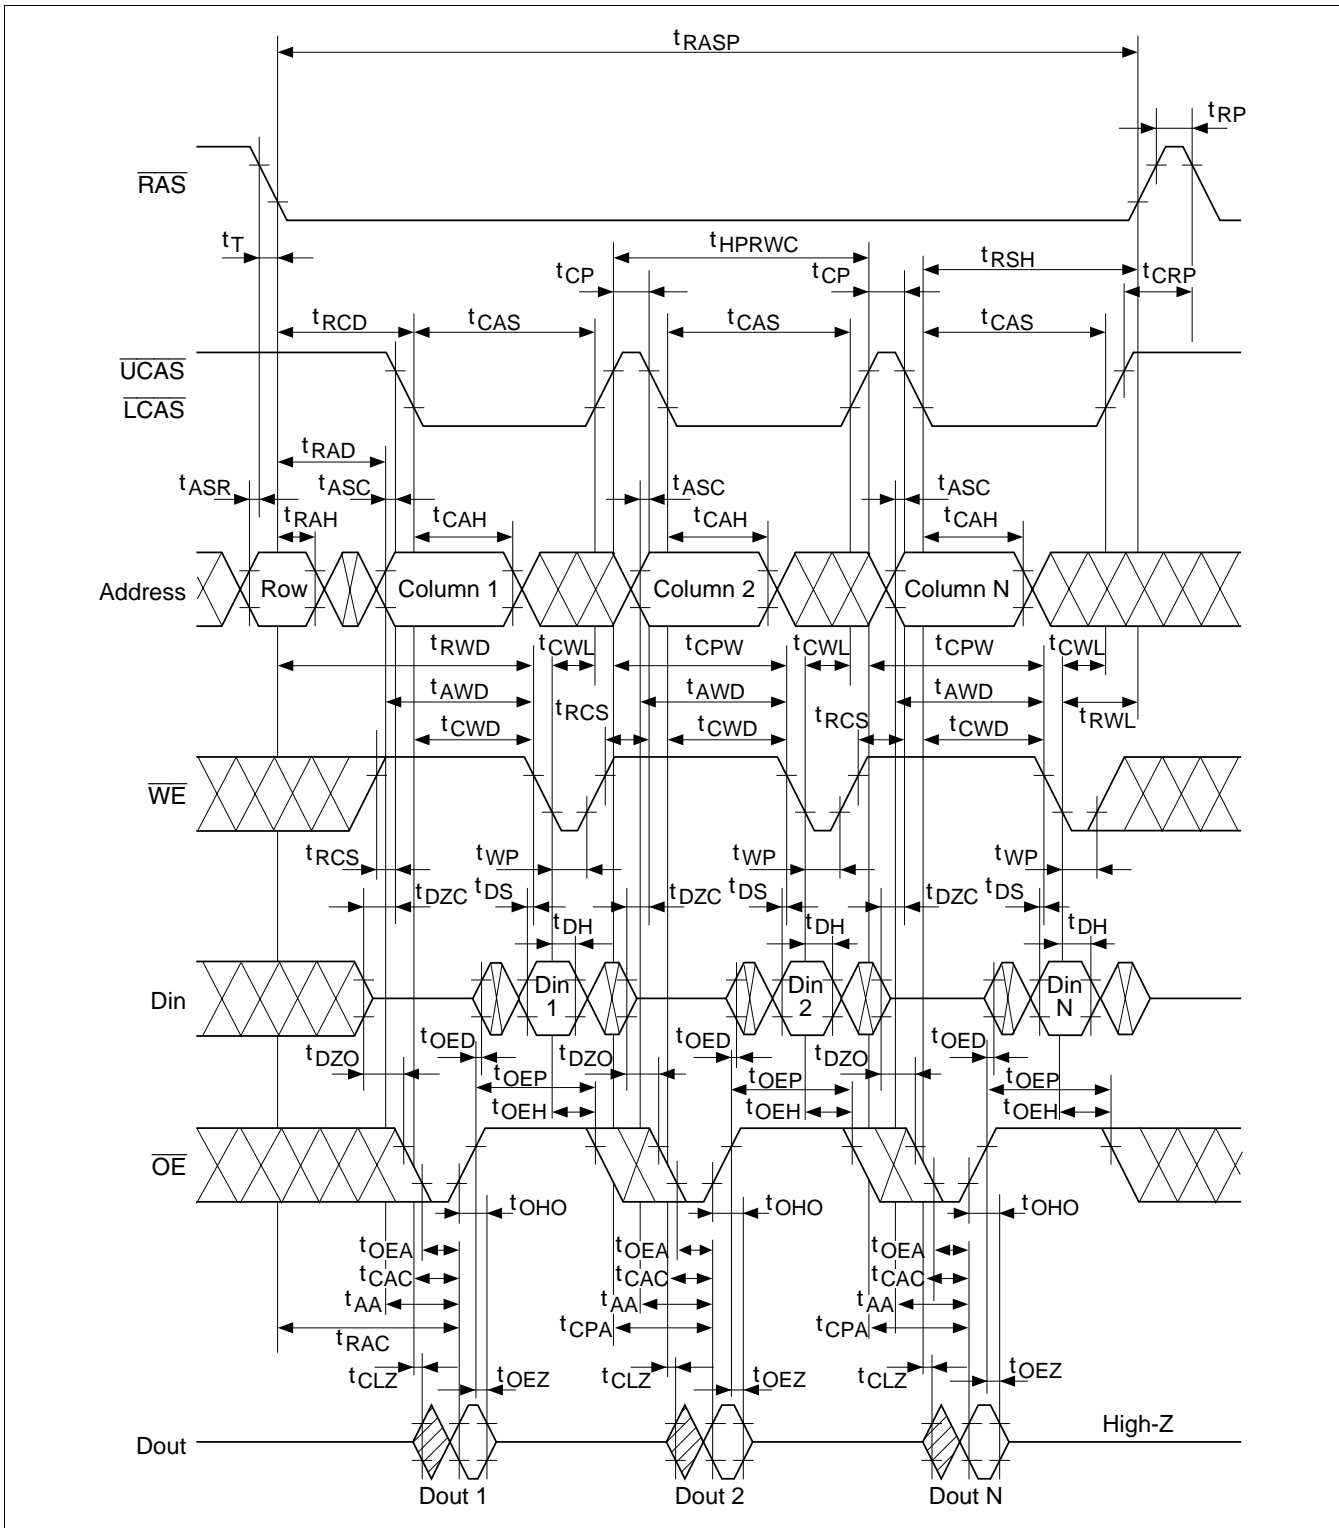 tRASP
tRP
RAS
tT
tHPRWC
tRSH
tCP
tCP
tCRP
tRCD
tCAS
tCAS
tCAS
UCAS
LCAS
tRAD
tASR
tASC
tASC
tASC
tRAH
tCAH
tCAH
tCAH
Address
Row
Column 1
Column 2
Column N
tRWD
tCWL
tCPW
tCWL
tCPW
tCWL
tAWD
tRCS
tAWD
tRCS
tAWD
tRWL
tCWD
tCWD
tCWD
WE
tRCS
tWP
tWP
tWP
tDZC
tDS
tDZC
tDS
tDZC
tDS
tDH
tDH
tDH
Din
Din 1
Din 2
Din N
tDZO
tOED
tDZO
tOED
tDZO
tOED
tOEP
tOEP
tOEP
tOEH
tOEH
tOEH
OE
tOHO
tOHO
tOHO
tOEA
tOEA
tOEA
tCAC
tCAC
tCAC
tAA
tAA
tAA
tRAC
tCPA
tCPA
tCLZ
tOEZ
tCLZ
tOEZ
tCLZ
tOEZ
Dout
High-Z
Dout 1
Dout 2
Dout N